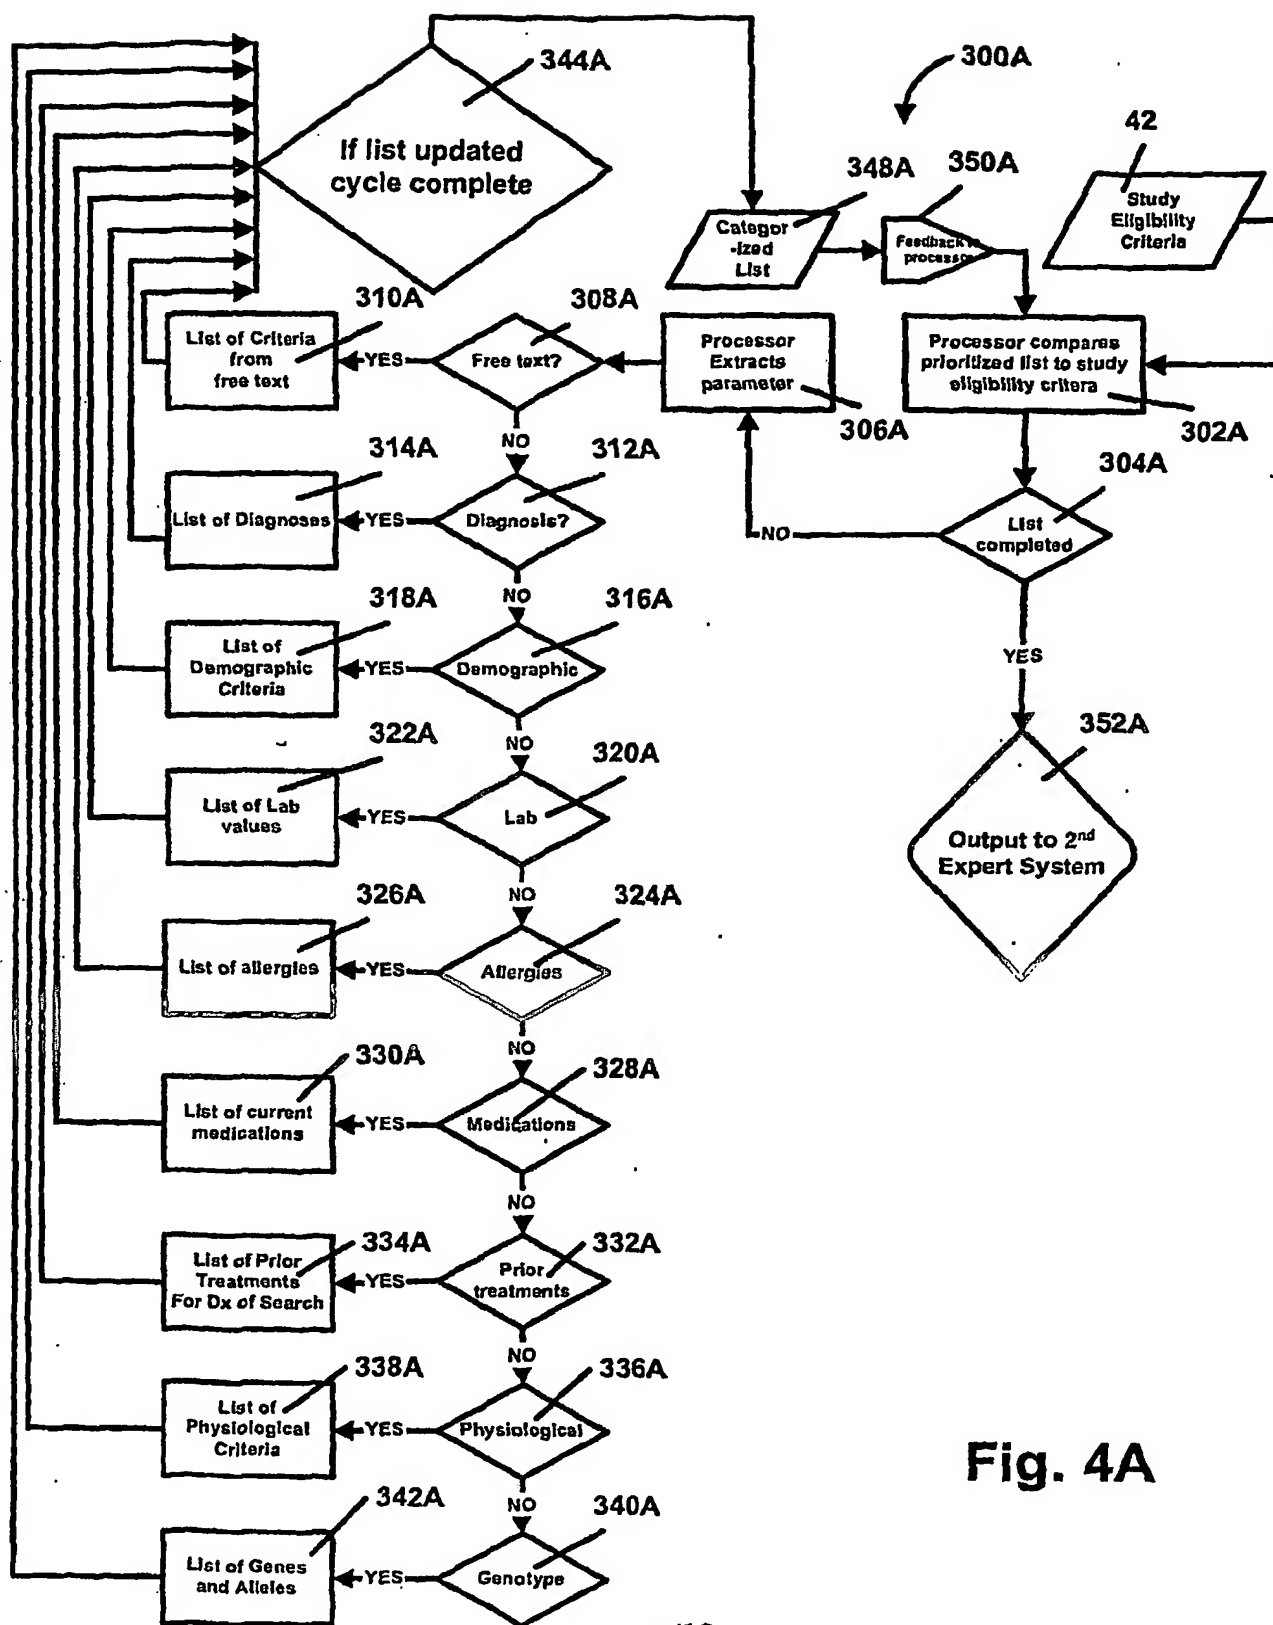 344A
300A
If list updated
cycle complete
42
Study
Eligibility
Criteria
348A
350A
Categor
-ized
List
Feedback to
processor
310A
308A
List of Criteria
from
free text
YES
Free text?
Processor
Extracts
parameter
306A
Processor compares
prioritized list to study
eligibility critera
302A
NO
314A
312A
List of Diagnoses
YES
Diagnosis?
304A
List
completed
NO
NO
318A
316A
List of
Demographic
Criteria
YES
Demographic
YES
NO
322A
320A
352A
List of Lab
values
YES
Lab
Output to 2nd
Expert System
NO
326A
324A
List of allergies
YES
Allergies
NO
330A
328A
List of current
medications
YES
Medications
NO
334A
332A
List of Prior
Treatments
For Dx of Search
YES
Prior
treatments
NO
338A
336A
List of
Physiological
Criteria
YES
Physiological
Fig. 4A
NO
342A
340A
List of Genes
and Alleles
YES
Genotype